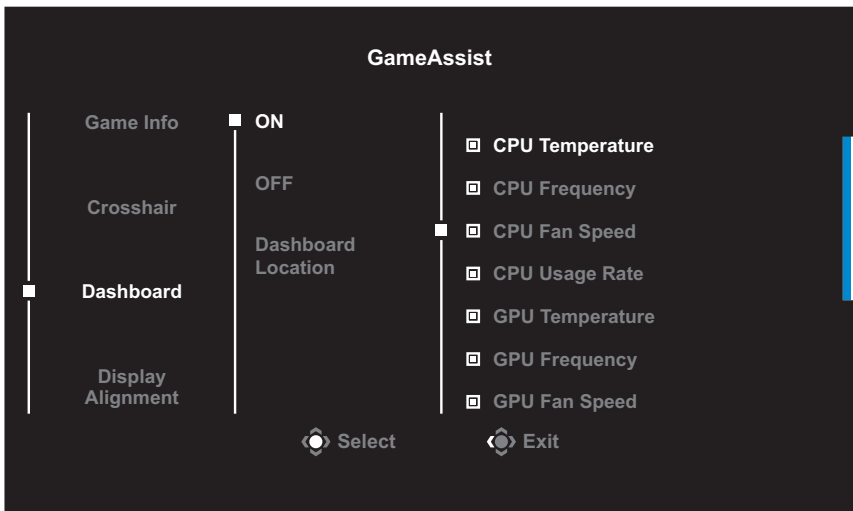 GameAssist
Game Info
Crosshair
Dashboard
Display
Alignment
ON
OFF
Dashboard
Location
CPU Temperature
CPU Frequency
CPU Fan Speed
CPU Usage Rate
GPU Temperature
GPU Frequency
GPU Fan Speed
Select
Exit